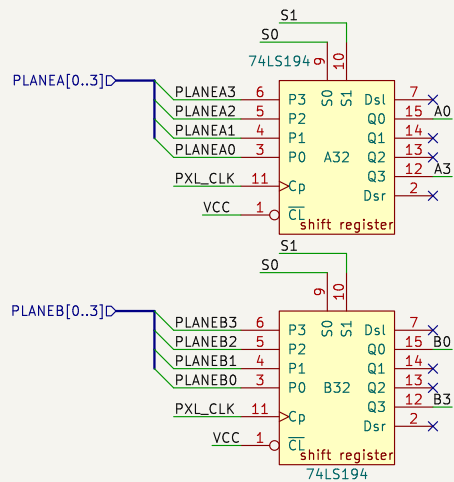 S1
S0
74LS194
9
10
S0
S1
PLANEA[0..3]
PLANEA3 6 P3 Dsl 7
PLANEA2 5 P2 Q0 15 A0
PLANEA1 4 P1 Q1 14
PLANEA0 3 P0 A32 Q2 13
Q3 12 A3
PXL_CLK 11 Cp Dsr 2
VCC 1 CL
shift register
S1
S0
9
10
S0
S1
PLANEB[0..3]
PLANEB3 6 P3 Dsl 7
PLANEB2 5 P2 Q0 15 B0
PLANEB1 4 P1 Q1 14
PLANEB0 3 P0 B32 Q2 13
Q3 12 B3
PXL_CLK 11 Cp Dsr 2
VCC 1 CL
shift register
74LS194